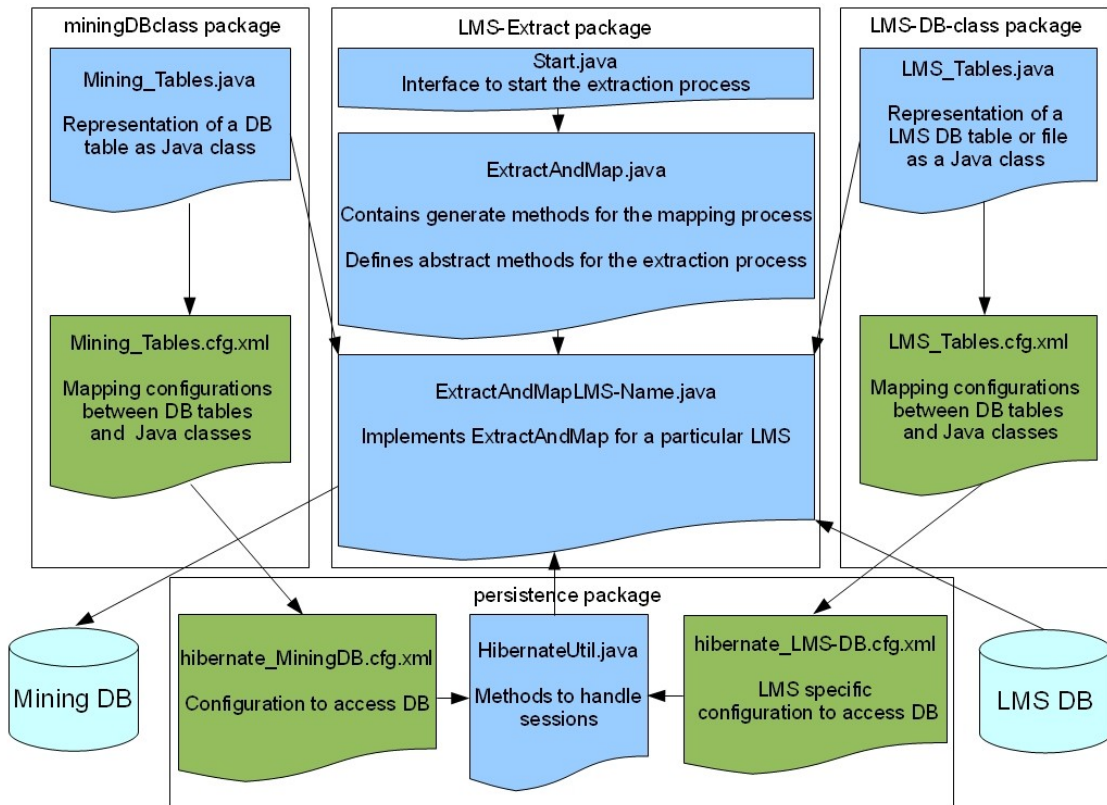 miningDBclass package
Mining_Tables.java
Representation of a DB
table as Java class
Mining_Tables.cfg.xml
Mapping configurations
between DB tables
and Java classes
LMS-Extract package
Start.java
Interface to start the extraction process
ExtractAndMap.java
Contains generate methods for the mapping process
Defines abstract methods for the extraction process
ExtractAndMapLMS-Name.java
Implements ExtractAndMap for a particular LMS
LMS-DB-class package
LMS_Tables.java
Representation of a
LMS DB table or file
as a Java class
LMS_Tables.cfg.xml
Mapping configurations
between DB tables
and Java classes
persistence package
Mining DB
hibernate_MiningDB.cfg.xml
Configuration to access DB
HibernateUtil.java
Methods to handle
sessions
hibernate_LMS-DB.cfg.xml
LMS specific
configuration to access DB
LMS DB